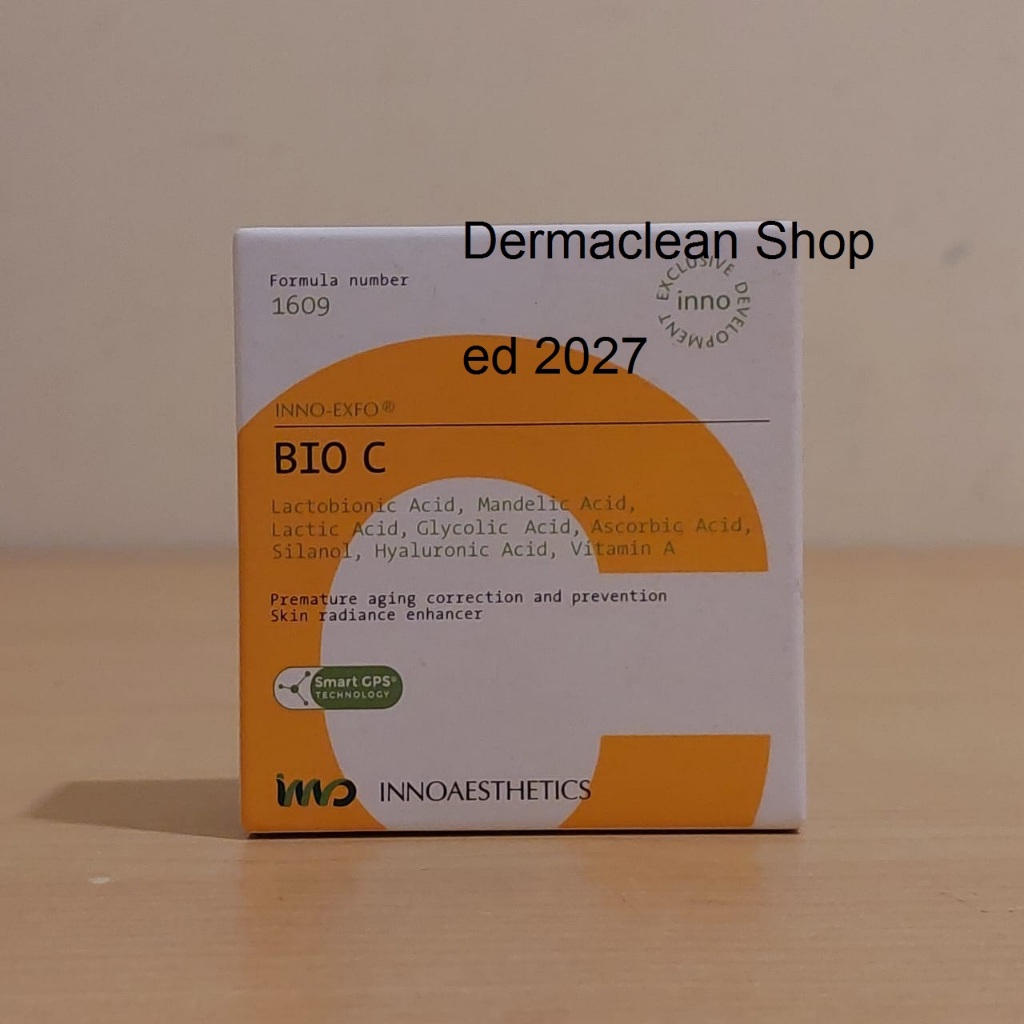 Dermaclean Shop
Formula number
1609
EXCLUSIVE DEVELOPMENT
inno
ed 2027
INNO-EXFO®
BIO C
Lactobionic Acid, Mandelic Acid,
Lactic Acid, Glycolic Acid, Ascorbic Acid,
Silanol, Hyaluronic Acid, Vitamin A
Premature aging correction and prevention
Skin radiance enhancer
Smart GPS®
TECHNOLOGY
inno INNOAESTHETICS